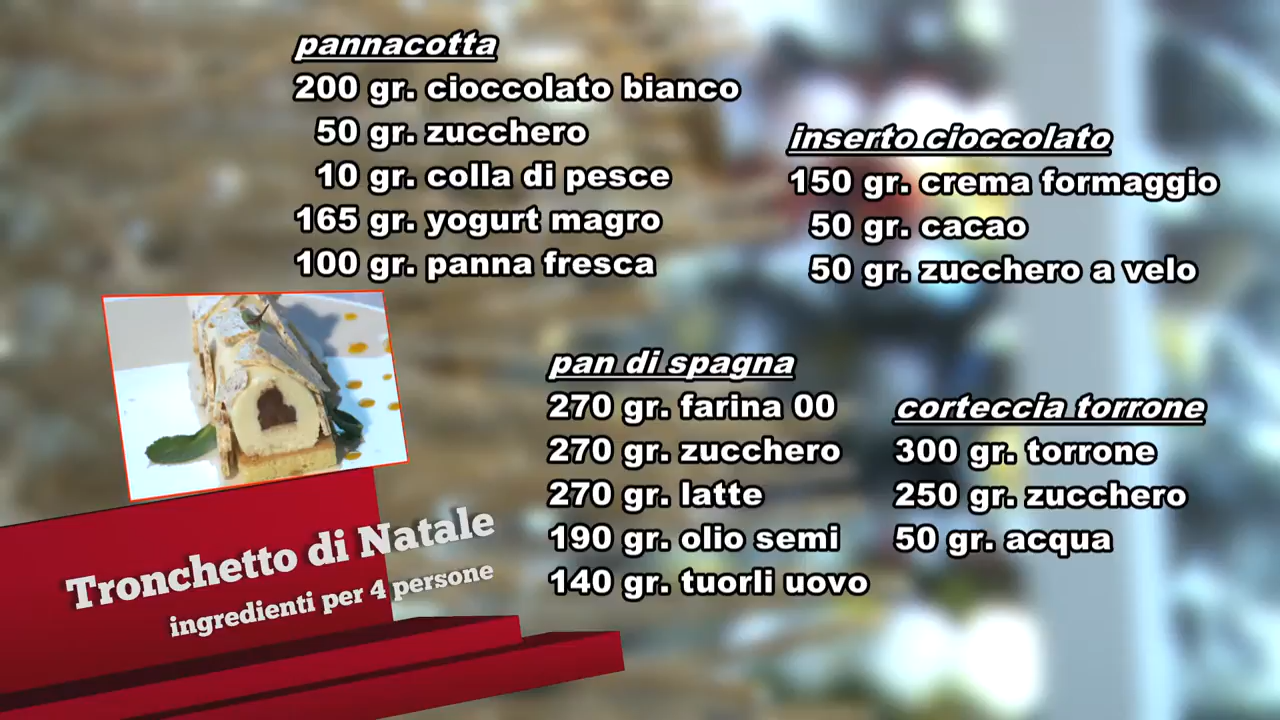 pannacotta
200 gr. cioccolato bianco
50 gr. zucchero
10 gr. colla di pesce
165 gr. yogurt magro
100 gr. panna fresca
inserto cioccolato
150 gr. crema formaggio
50 gr. cacao
50 gr. zucchero a velo
pan di spagna
270 gr. farina 00
270 gr. zucchero
270 gr. latte
190 gr. olio semi
140 gr. tuorli uovo
corteccia torrone
300 gr. torrone
250 gr. zucchero
50 gr. acqua
Tronchetto di Natale
ingredienti per 4 persone